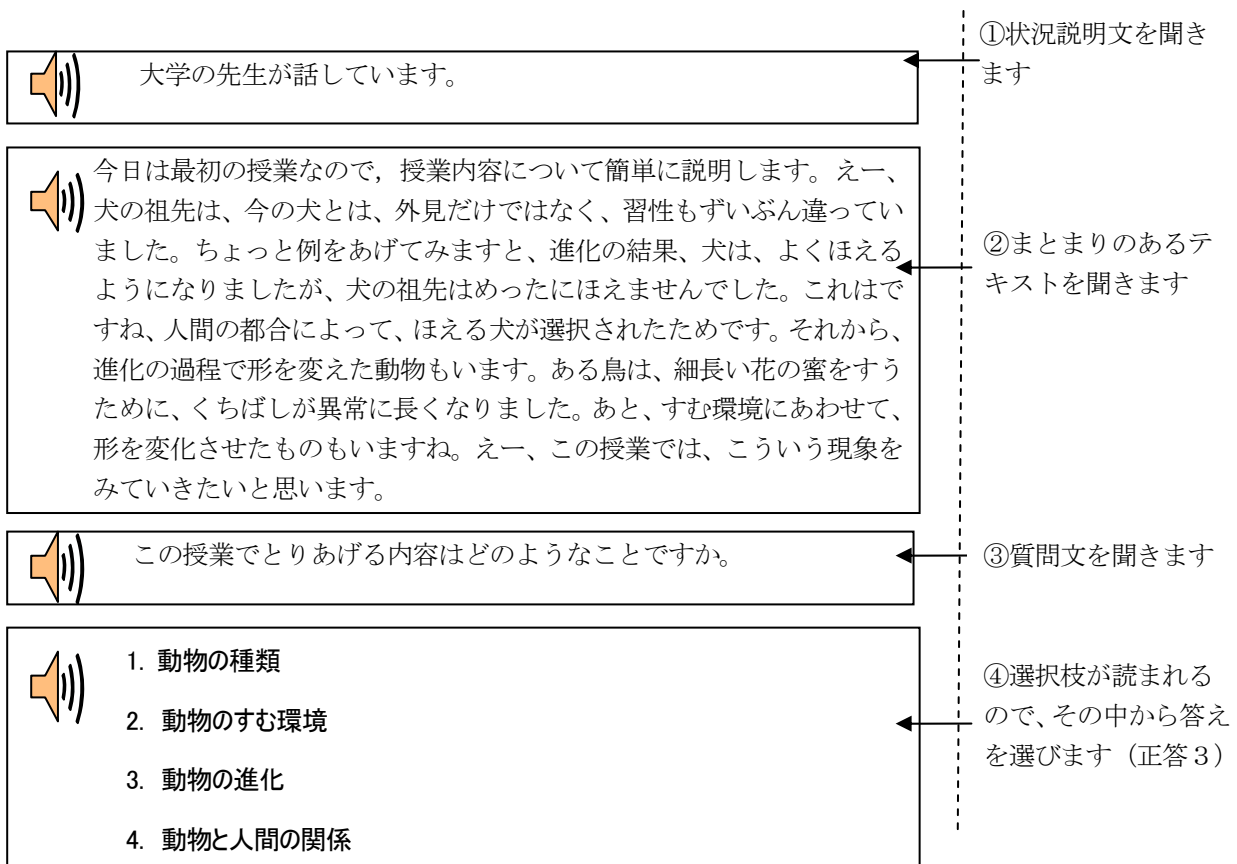 ①状況説明文を聞き
ます
大学の先生が話しています。
今日は最初の授業なので，授業内容について簡単に説明します。えー、
犬の祖先は、今の犬とは、外見だけではなく、習性もずいぶん違ってい
ました。ちょっと例をあげてみますと、進化の結果、犬は、よくほえる
ようになりましたが、犬の祖先はめったにほえませんでした。これはで
すね、人間の都合によって、ほえる犬が選択されたためです。それから、
進化の過程で形を変えた動物もいます。ある鳥は、細長い花の蜜をすう
ために、くちばしが異常に長くなりました。あと、すむ環境にあわせて、
形を変化させたものもいますね。えー、この授業では、こういう現象を
みていきたいと思います。
②まとまりのあるテ
キストを聞きます
この授業でとりあげる内容はどのようなことですか。
③質問文を聞きます
1. 動物の種類
2. 動物のすむ環境
3. 動物の進化
4. 動物と人間の関係
④選択枝が読まれる
ので、その中から答え
を選びます（正答３）